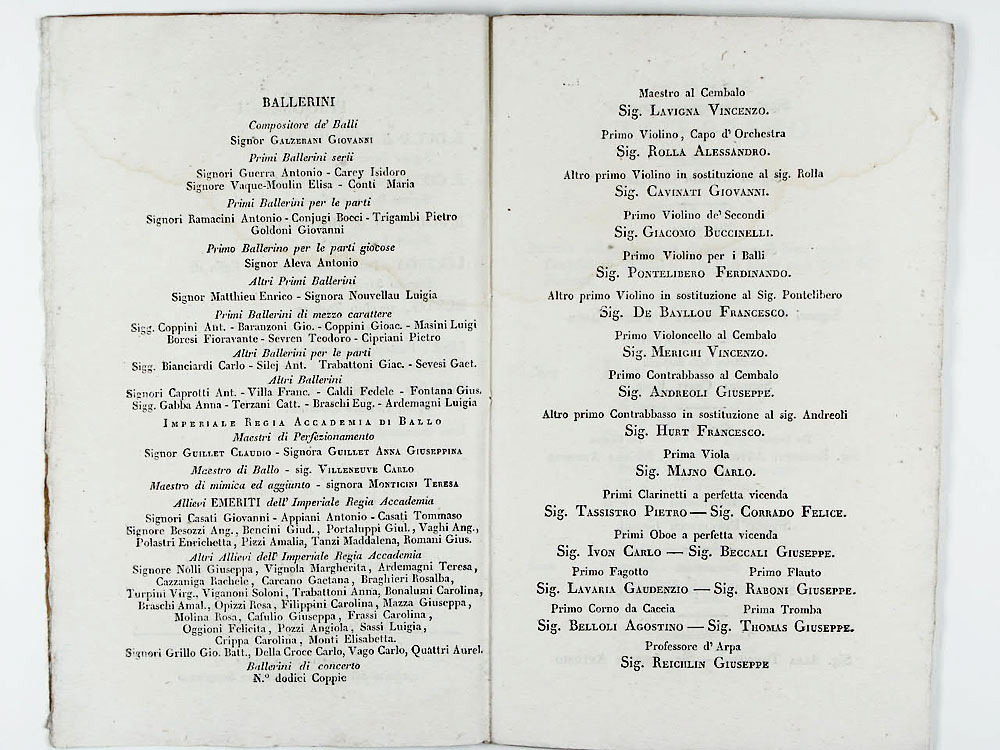 BALLERINI
Compositore de' Balli
Signor GALZERANI GIOVANNI
Primi Ballerini serii
Signori Guerra Antonio - Carey Isidoro
Signore Vaque-Moulin Elisa - Conti Maria
Primi Ballerini per le parti
Signori Ramacini Antonio - Conjugi Bocci - Trigambi Pietro
Goldoni Giovanni
Primo Ballerino per le parti giocose
Signor Aleva Antonio
Altri Primi Ballerini
Signor Matthieu Enrico - Signora Nouvellau Luigia
Primi Ballerini di mezzo carattere
Sigg. Coppini Ant. - Baranzoni Gio. - Coppini Gioac. - Masini Luigi
Boresi Fioravante - Sevren Teodoro - Cipriani Pietro
Altri Ballerini per le parti
Sigg. Bianciardi Carlo - Silej Ant. Trabattoni Giac. - Sevesi Gaet.
Altri Ballerini
Signori Caprotti Ant. - Villa Franc. - Caldi Fedele - Fontana Gius.
Sigg. Gabba Anna - Terzani Catt. - Braschi Eug. - Ardemagni Luigia
IMPERIALE REGIA ACCADEMIA DI BALLO
Maestri di Perfezionamento
Signor GUILLET CLAUDIO - Signora GUILLET ANNA GIUSEPPINA
Maestro di Ballo - sig. VILLENEUVE CARLO
Maestro di mimica ed aggiunto - signora MONTICINI TERESA
Allievi EMERITI dell' Imperiale Regia Accademia
Signori Casati Giovanni - Appiani Antonio - Casati Tommaso
Signore Besozzi Ang., Bencini Giud., Portaluppi Giul., Vaghi Ang.,
Polastri Enrichetta, Pizzi Amalia, Tanzi Maddalena, Romani Gius.
Altri Allievi dell' Imperiale Regia Accademia
Signore Nolli Giuseppa, Vignola Margherita, Ardemagni Teresa,
Cazzaniga Rachele, Carcano Gaetana, Braghieri Rosalba,
Turpini Virg., Viganoni Soloni, Trabattoni Anna, Bonalumi Carolina,
Braschi Amal., Opizzi Rosa, Filippini Carolina, Mazza Giuseppa,
Molina Rosa, Cafulio Giuseppa, Frassi Carolina,
Oggioni Felicita, Pozzi Angiola, Sassi Luigia,
Crippa Carolina, Monti Elisabetta.
Signori Grillo Gio. Batt., Della Croce Carlo, Vago Carlo, Quattri Aurel.
Ballerini di concerto
N.º dodici Coppie
Maestro al Cembalo
Sig. LAVIGNA VINCENZO.
Primo Violino, Capo d' Orchestra
Sig. ROLLA ALESSANDRO.
Altro primo Violino in sostituzione al sig. Rolla
Sig. CAVINATI GIOVANNI.
Primo Violino de' Secondi
Sig. GIACOMO BUCCINELLI.
Primo Violino per i Balli
Sig. PONTELIBERO FERDINANDO.
Altro primo Violino in sostituzione al Sig. Pontelibero
Sig. DE BAYLLOU FRANCESCO.
Primo Violoncello al Cembalo
Sig. MERIGHI VINCENZO.
Primo Contrabbasso al Cembalo
Sig. ANDREOLI GIUSEPPE.
Altro primo Contrabbasso in sostituzione al sig. Andreoli
Sig. HURT FRANCESCO.
Prima Viola
Sig. MAJNO CARLO.
Primi Clarinetti a perfetta vicenda
Sig. TASSISTRO PIETRO — Sig. CORRADO FELICE.
Primi Oboe a perfetta vicenda
Sig. IVON CARLO — Sig. BECCALI GIUSEPPE.
Primo Fagotto Primo Flauto
Sig. LAVARIA GAUDENZIO — Sig. RABONI GIUSEPPE.
Primo Corno da Caccia Prima Tromba
Sig. BELLOLI AGOSTINO — Sig. THOMAS GIUSEPPE.
Professore d' Arpa
Sig. REICHLIN GIUSEPPE